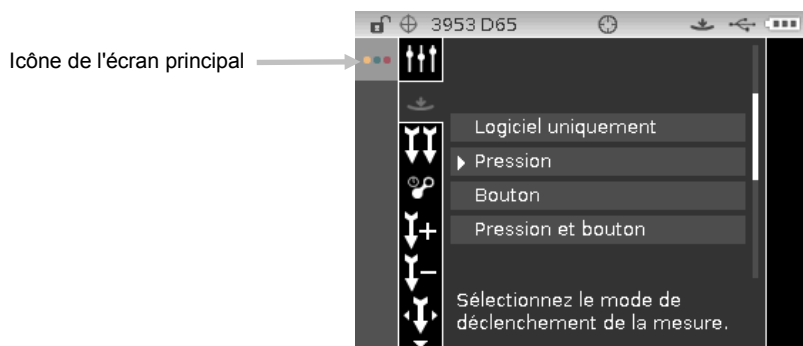 3953 D65
Icône de l'écran principal
Logiciel uniquement
Pression
Bouton
Pression et bouton
Sélectionnez le mode de
déclenchement de la mesure.